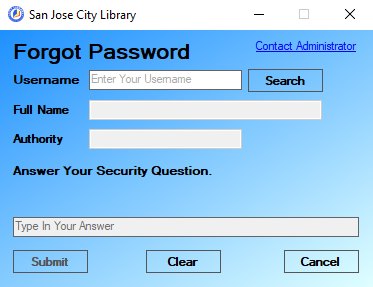 San Jose City Library
Forgot Password
Contact Administrator
Username Enter Your Username Search
Full Name
Authority
Answer Your Security Question.
Type In Your Answer
Submit Clear Cancel